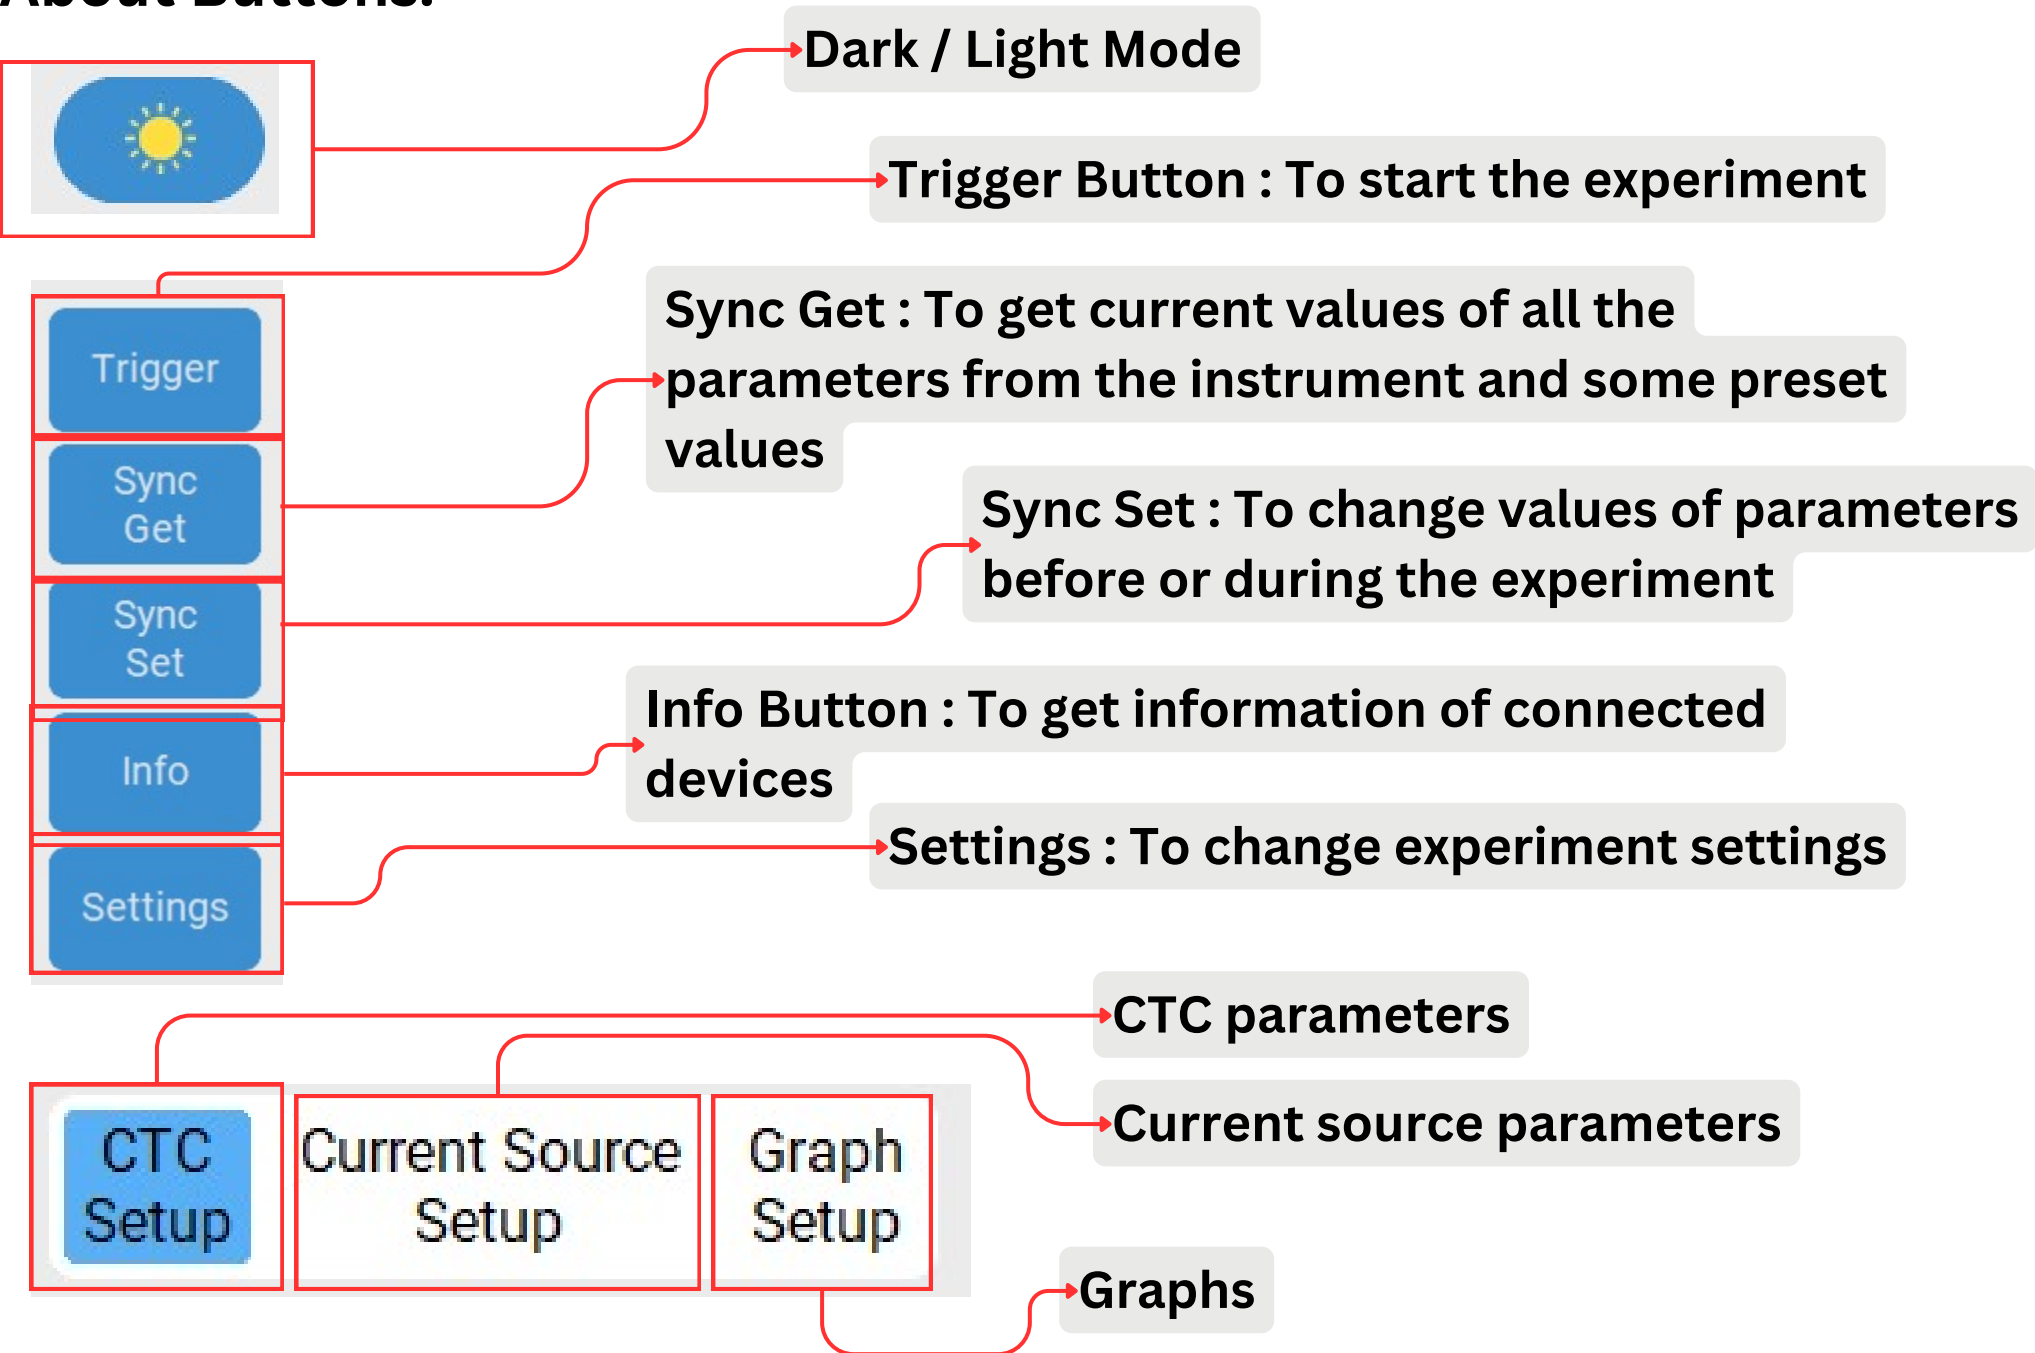 About Buttons:
Dark / Light Mode
Trigger Button : To start the experiment
Trigger
Sync Get : To get current values of all the
parameters from the instrument and some preset
values
Sync
Get
Sync Set : To change values of parameters
before or during the experiment
Sync
Set
Info Button : To get information of connected
devices
Info
Settings : To change experiment settings
Settings
CTC parameters
Current source parameters
CTC
Setup
Current Source
Setup
Graph
Setup
Graphs